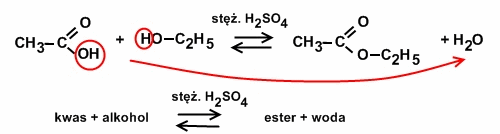 O stęż. H₂SO₄ O
CH₃–C + HO–C₂H₅ CH₃–C + H₂O
OH O–C₂H₅
stęż. H₂SO₄
kwas + alkohol ester + woda